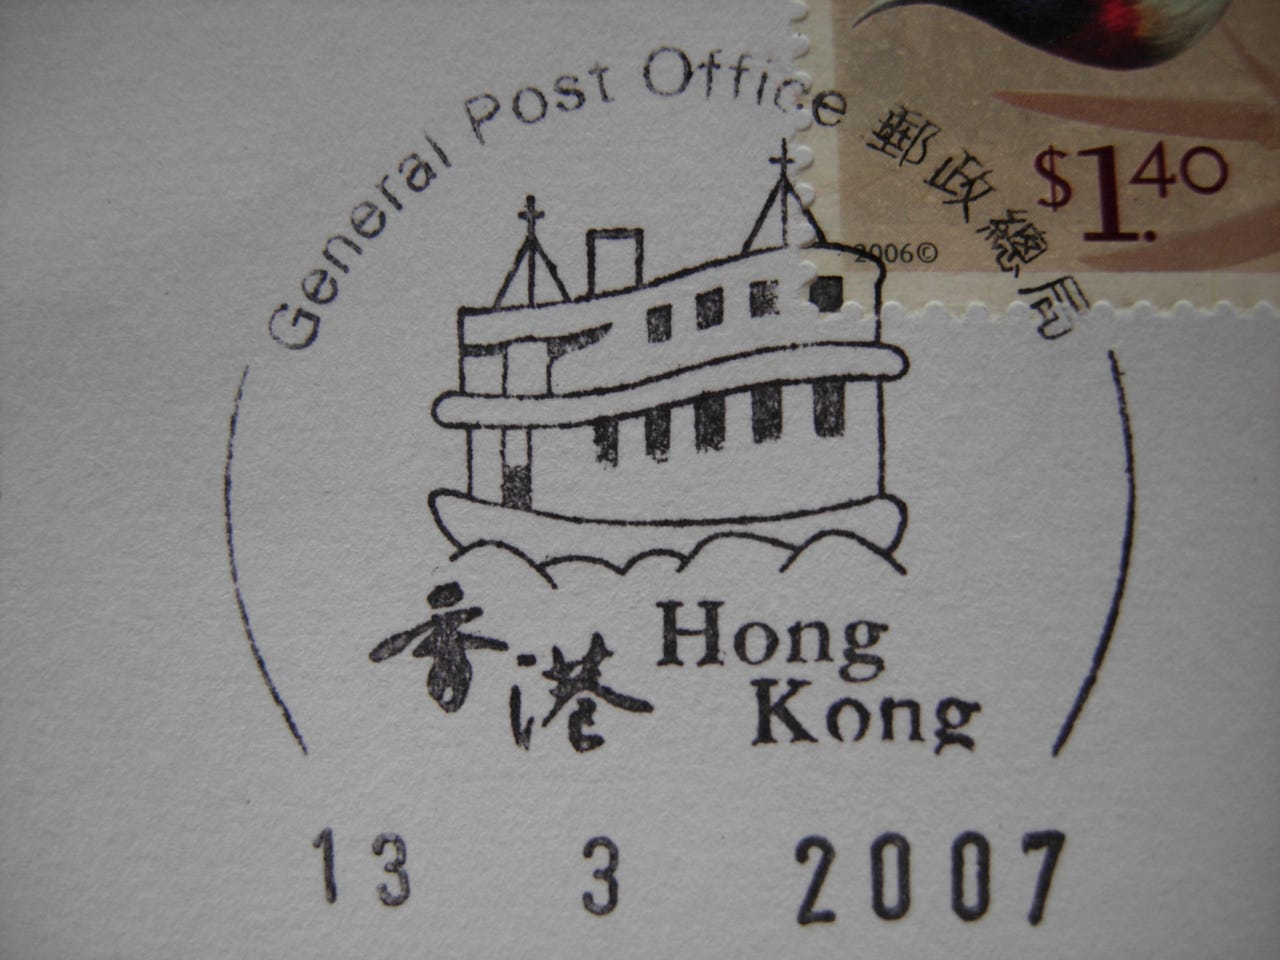 General Post Office 郵政總局
$1.40
2006©
香港 Hong Kong
13 3 2007